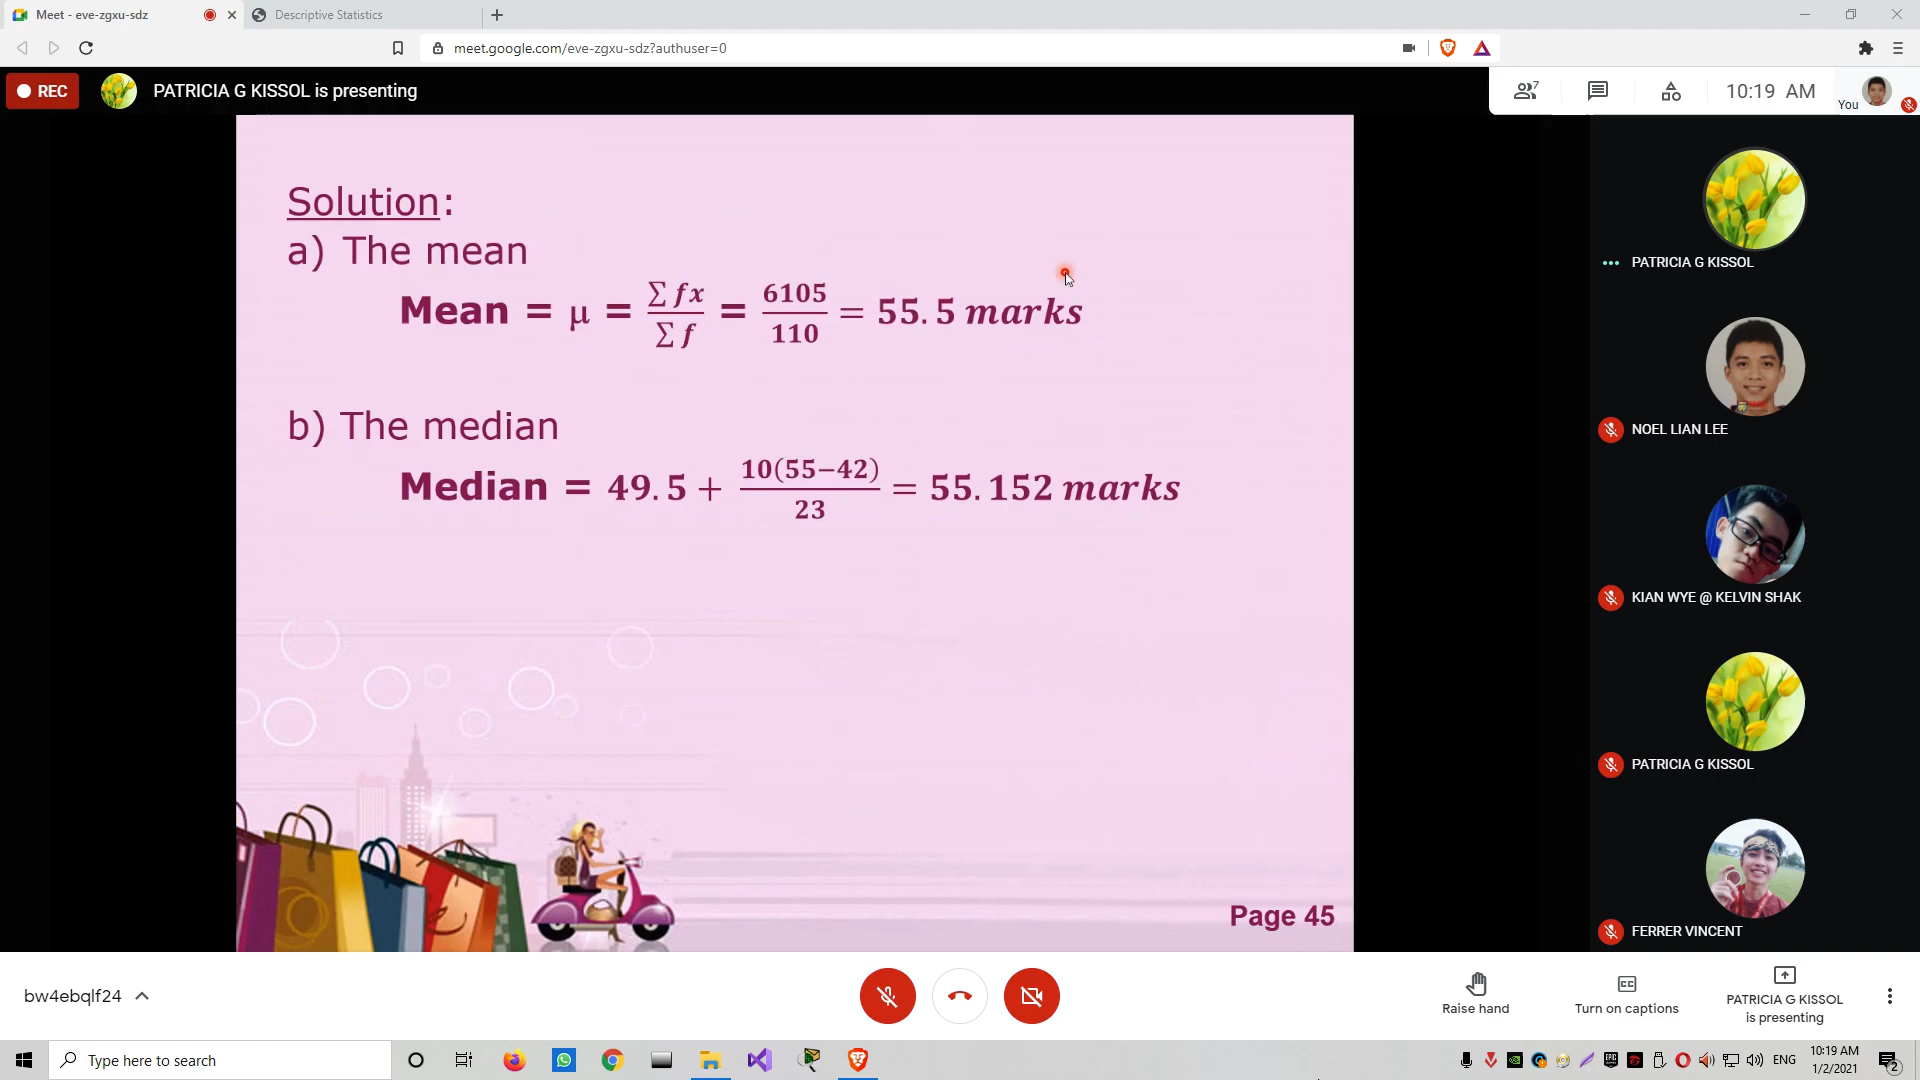 Meet - eve-zgxu-sdz
Descriptive Statistics
meet.google.com/eve-zgxu-sdz?authuser=0
REC
PATRICIA G KISSOL is presenting
7
10:19 AM
You
Solution:
a) The mean
Mean = μ = ∑ fx / ∑ f = 6105 / 110 = 55.5 marks
b) The median
Median = 49.5 + 10(55−42) / 23 = 55.152 marks
Page 45
PATRICIA G KISSOL
NOEL LIAN LEE
KIAN WYE @ KELVIN SHAK
PATRICIA G KISSOL
FERRER VINCENT
bw4ebqlf24
Raise hand
Turn on captions
PATRICIA G KISSOL
is presenting
Type here to search
ENG
10:19 AM
1/2/2021
2